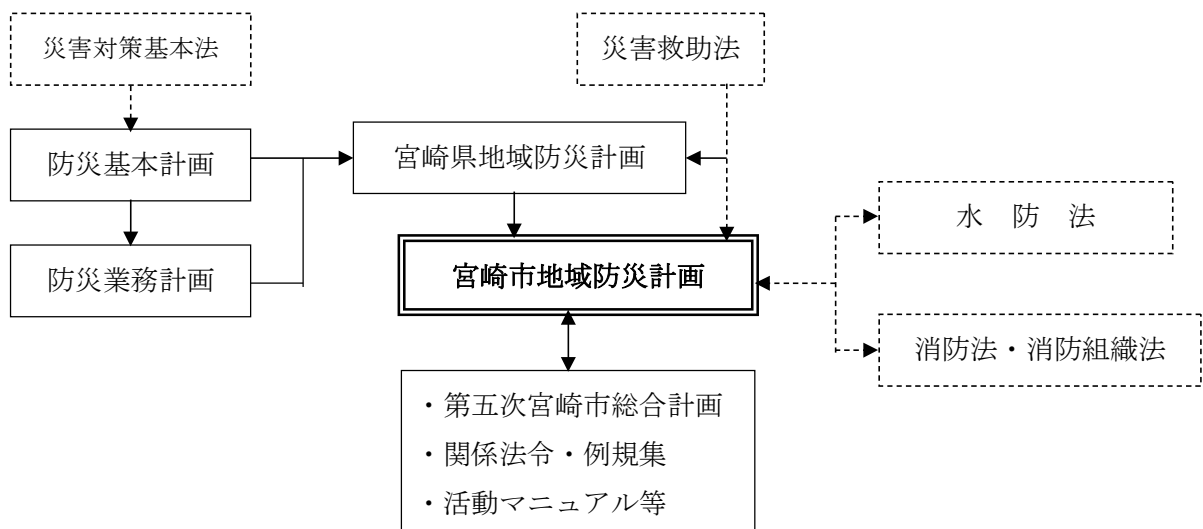 災害対策基本法
災害救助法
防災基本計画
宮崎県地域防災計画
水　防　法
防災業務計画
宮崎市地域防災計画
消防法・消防組織法
・第五次宮崎市総合計画
・関係法令・例規集
・活動マニュアル等